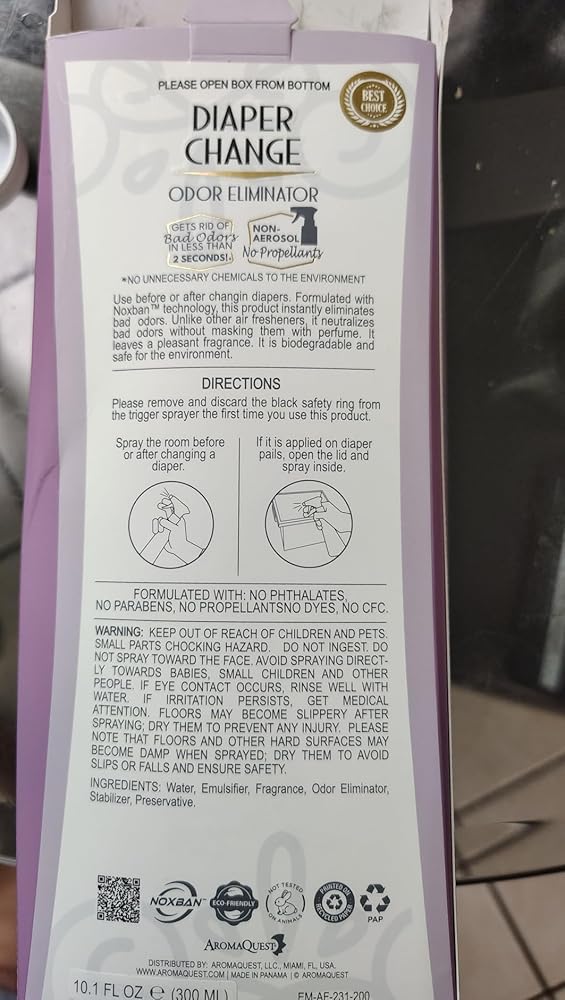 PLEASE OPEN BOX FROM BOTTOM
BEST
CHOICE
DIAPER
CHANGE
ODOR ELIMINATOR
GETS RID OF
Bad Odors
IN LESS THAN
2 SECONDS!*
NON-
AEROSOL
No Propellants
*NO UNNECESSARY CHEMICALS TO THE ENVIRONMENT
Use before or after changin diapers. Formulated with
Noxban™ technology, this product instantly eliminates
bad odors. Unlike other air fresheners, it neutralizes
bad odors without masking them with perfume. It
leaves a pleasant fragrance. It is biodegradable and
safe for the environment.
DIRECTIONS
Please remove and discard the black safety ring from
the trigger sprayer the first time you use this product.
Spray the room before
or after changing a
diaper.
If it is applied on diaper
pails, open the lid and
spray inside.
FORMULATED WITH: NO PHTHALATES,
NO PARABENS, NO PROPELLANTSNO DYES, NO CFC.
WARNING: KEEP OUT OF REACH OF CHILDREN AND PETS.
SMALL PARTS CHOCKING HAZARD. DO NOT INGEST. DO
NOT SPRAY TOWARD THE FACE. AVOID SPRAYING DIRECT-
LY TOWARDS BABIES, SMALL CHILDREN AND OTHER
PEOPLE. IF EYE CONTACT OCCURS, RINSE WELL WITH
WATER. IF IRRITATION PERSISTS, GET MEDICAL
ATTENTION. FLOORS MAY BECOME SLIPPERY AFTER
SPRAYING; DRY THEM TO PREVENT ANY INJURY. PLEASE
NOTE THAT FLOORS AND OTHER HARD SURFACES MAY
BECOME DAMP WHEN SPRAYED; DRY THEM TO AVOID
SLIPS OR FALLS AND ENSURE SAFETY.
INGREDIENTS: Water, Emulsifier, Fragrance, Odor Eliminator,
Stabilizer, Preservative.
NOXBAN™
ECO-FRIENDLY
NOT TESTED
ON ANIMALS
PRINTED ON
RECYCLED PAPER
PAP
AROMAQUEST
DISTRIBUTED BY: AROMAQUEST, LLC., MIAMI, FL, USA.
WWW.AROMAQUEST.COM | MADE IN PANAMA | © AROMAQUEST
10.1 FL OZ ℮ (300 ML)
EM-AF-231-200